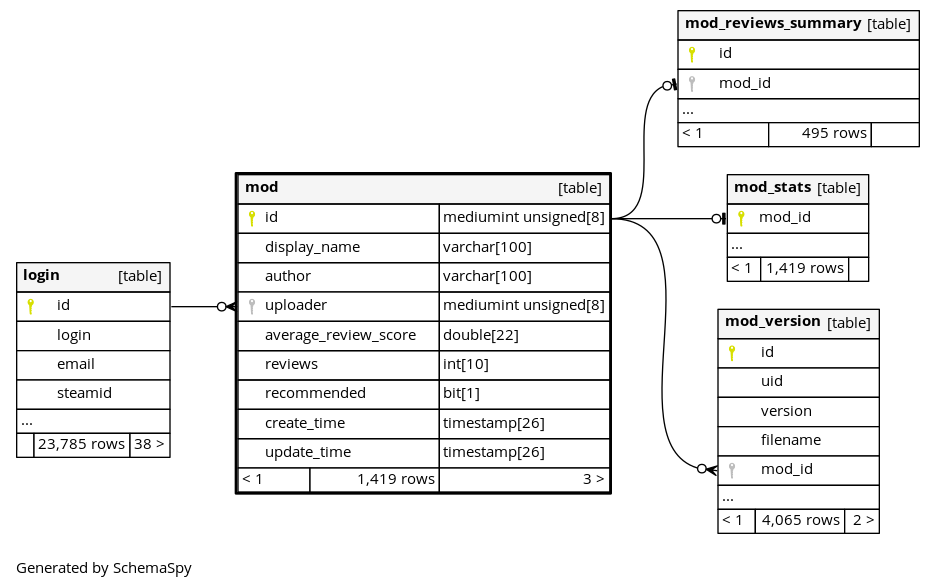 mod_reviews_summary [table]
id
mod_id
...
< 1 495 rows
mod [table]
id mediumint unsigned[8]
display_name varchar[100]
author varchar[100]
uploader mediumint unsigned[8]
average_review_score double[22]
reviews int[10]
recommended bit[1]
create_time timestamp[26]
update_time timestamp[26]
< 1 1,419 rows 3 >
mod_stats [table]
mod_id
...
< 1 1,419 rows
login [table]
id
login
email
steamid
...
23,785 rows 38 >
mod_version [table]
id
uid
version
filename
mod_id
...
< 1 4,065 rows 2 >
Generated by SchemaSpy